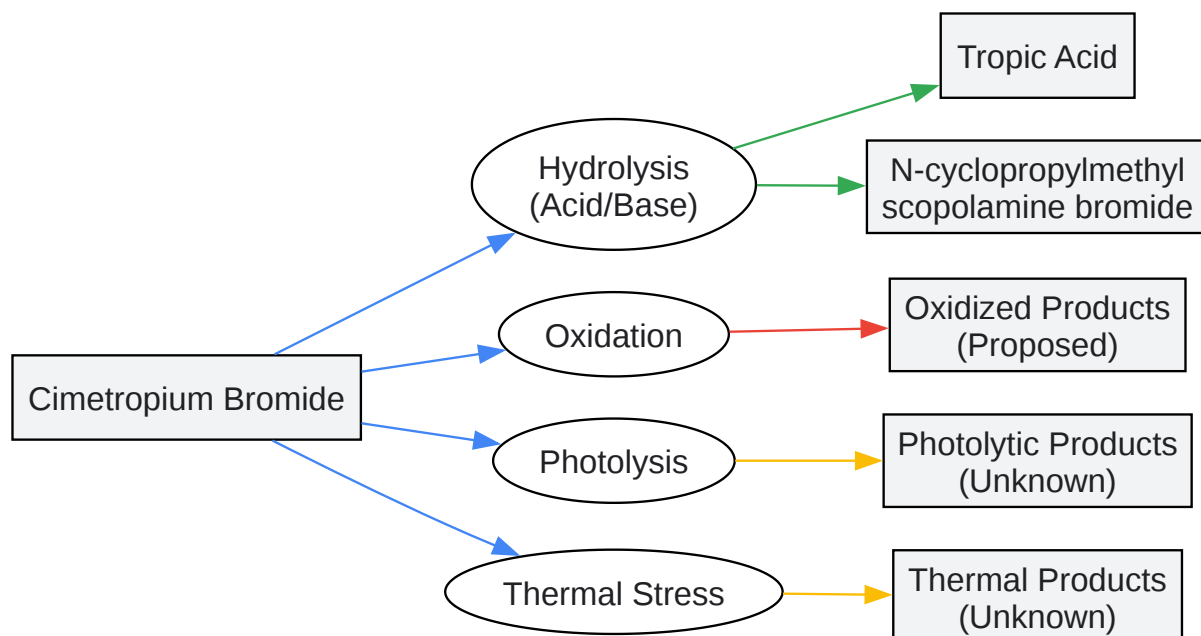 Cimetropium Bromide
Hydrolysis
(Acid/Base)
Oxidation
Photolysis
Thermal Stress
Tropic Acid
N-cyclopropylmethyl
scopolamine bromide
Oxidized Products
(Proposed)
Photolytic Products
(Unknown)
Thermal Products
(Unknown)